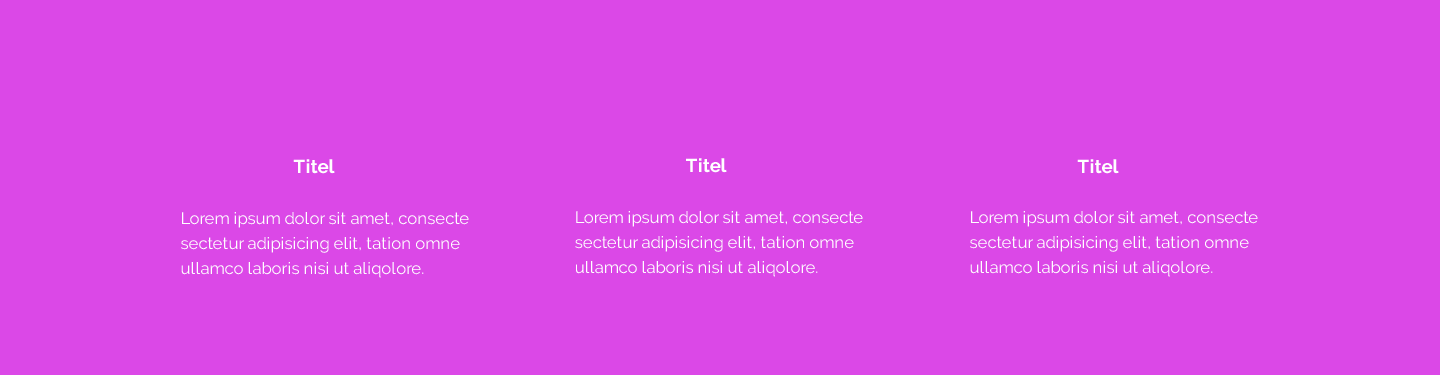 Titel
Lorem ipsum dolor sit amet, consecte
sectetur adipisicing elit, tation omne
ullamco laboris nisi ut aliqolore.
Titel
Lorem ipsum dolor sit amet, consecte
sectetur adipisicing elit, tation omne
ullamco laboris nisi ut aliqolore.
Titel
Lorem ipsum dolor sit amet, consecte
sectetur adipisicing elit, tation omne
ullamco laboris nisi ut aliqolore.